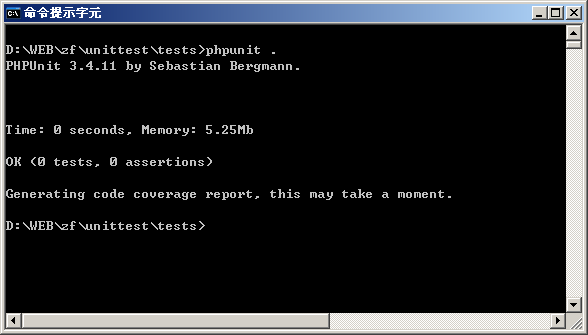 命令提示字元
D:\WEB\zf\unittest\tests>phpunit .
PHPUnit 3.4.11 by Sebastian Bergmann.
Time: 0 seconds, Memory: 5.25Mb
OK (0 tests, 0 assertions)
Generating code coverage report, this may take a moment.
D:\WEB\zf\unittest\tests>